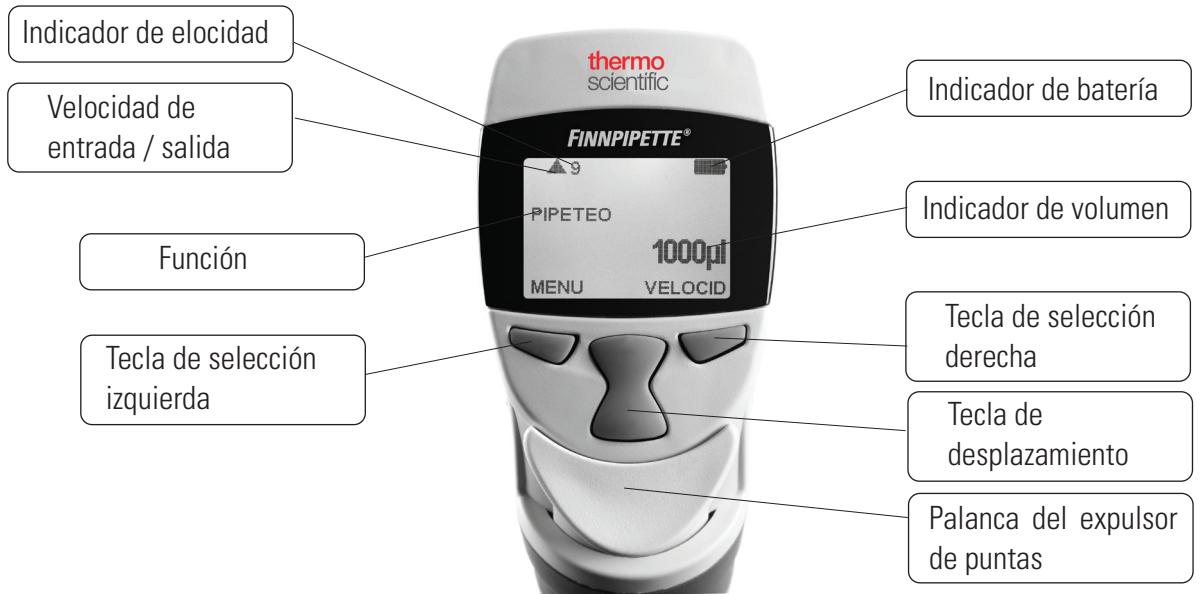 Indicador de elocidad
Velocidad de
entrada / salida
Función
Tecla de selección
izquierda
thermo
scientific
FINNPIPETTE®
9
PIPETEO
1000µl
MENU VELOCID
Indicador de batería
Indicador de volumen
Tecla de selección
derecha
Tecla de
desplazamiento
Palanca del expulsor
de puntas